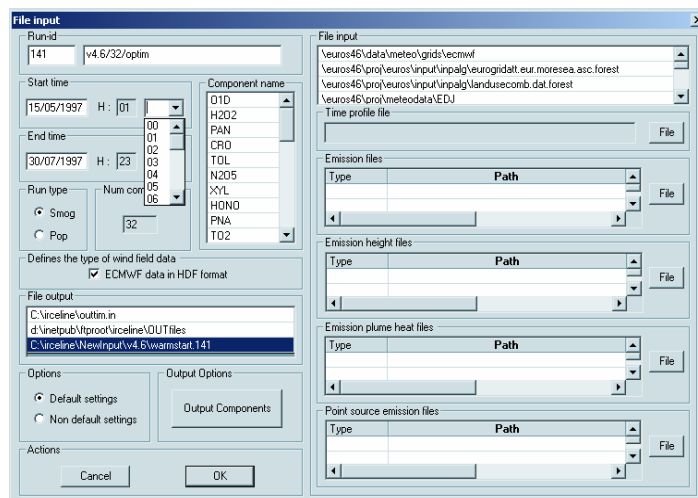 File input
Run-id
141 v4.6/32/optim
Start time
15/05/1997 H : 01
00
01
02
03
04
05
06
End time
30/07/1997 H : 23
Component name
O1D
H2O2
PAN
CRO
TOL
N2O5
XYL
HONO
PNA
TO2
Run type
Smog
Pop
Num com
32
Defines the type of wind field data
ECMWF data in HDF format
File output
C:\irceline\outtim.in
d:\inetpub\ftproot\irceline\OUTfiles
C:\irceline\NewInput\v4.6\warmstart.141
Options
Default settings
Non default settings
Output Options
Output Components
Actions
Cancel OK
File input
\euros46\data\meteo\grids\ecmwf
\euros46\proj\euros\input\inpalg\eurogridatt.eur.moresea.asc.forest
\euros46\proj\euros\input\inpalg\landusecomb.dat.forest
\euros46\proj\meteodata\EDJ
Time profile file
File
Emission files
Type Path
File
Emission height files
Type Path
File
Emission plume heat files
Type Path
File
Point source emission files
Type Path
File